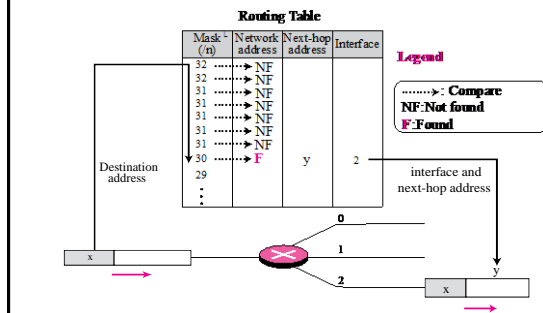 Routing Table
Mask └ Network Next-hop Interface
(/n) address address
32 NF
32 NF
31 NF
31 NF
31 NF
31 NF
31 NF
30 F y 2
29
Legend
: Compare
NF:Not found
F:Found
Destination
address
interface and
next-hop address
0
x 1
y
2 x